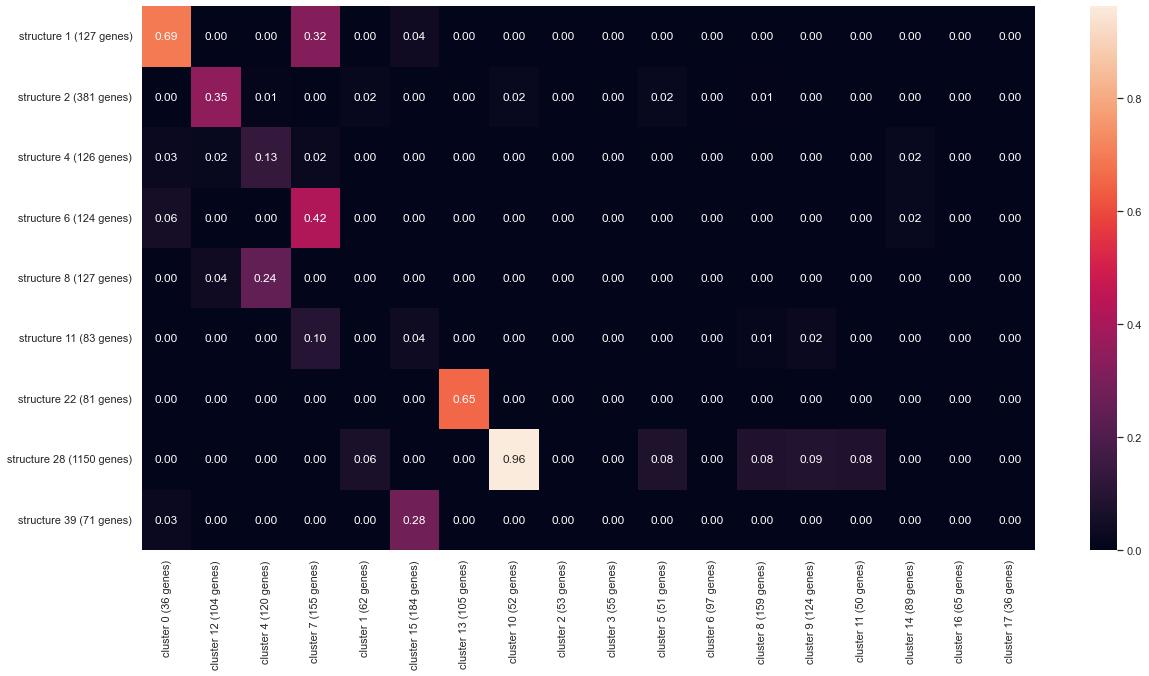 structure 1 (127 genes) 0.69 0.00 0.00 0.32 0.00 0.04 0.00 0.00 0.00 0.00 0.00 0.00 0.00 0.00 0.00 0.00 0.00 0.00
structure 2 (381 genes) 0.00 0.35 0.01 0.00 0.02 0.00 0.00 0.02 0.00 0.00 0.02 0.00 0.01 0.00 0.00 0.00 0.00 0.00
structure 4 (126 genes) 0.03 0.02 0.13 0.02 0.00 0.00 0.00 0.00 0.00 0.00 0.00 0.00 0.00 0.00 0.00 0.02 0.00 0.00
structure 6 (124 genes) 0.06 0.00 0.00 0.42 0.00 0.00 0.00 0.00 0.00 0.00 0.00 0.00 0.00 0.00 0.00 0.02 0.00 0.00
structure 8 (127 genes) 0.00 0.04 0.24 0.00 0.00 0.00 0.00 0.00 0.00 0.00 0.00 0.00 0.00 0.00 0.00 0.00 0.00 0.00
structure 11 (83 genes) 0.00 0.00 0.00 0.10 0.00 0.04 0.00 0.00 0.00 0.00 0.00 0.00 0.01 0.02 0.00 0.00 0.00 0.00
structure 22 (81 genes) 0.00 0.00 0.00 0.00 0.00 0.00 0.65 0.00 0.00 0.00 0.00 0.00 0.00 0.00 0.00 0.00 0.00 0.00
structure 28 (1150 genes) 0.00 0.00 0.00 0.00 0.06 0.00 0.00 0.96 0.00 0.00 0.08 0.00 0.08 0.09 0.08 0.00 0.00 0.00
structure 39 (71 genes) 0.03 0.00 0.00 0.00 0.00 0.28 0.00 0.00 0.00 0.00 0.00 0.00 0.00 0.00 0.00 0.00 0.00 0.00
cluster 0 (36 genes)
cluster 12 (104 genes)
cluster 4 (120 genes)
cluster 7 (155 genes)
cluster 1 (62 genes)
cluster 15 (184 genes)
cluster 13 (105 genes)
cluster 10 (52 genes)
cluster 2 (53 genes)
cluster 3 (55 genes)
cluster 5 (51 genes)
cluster 6 (97 genes)
cluster 8 (159 genes)
cluster 9 (124 genes)
cluster 11 (50 genes)
cluster 14 (89 genes)
cluster 16 (65 genes)
cluster 17 (36 genes)
0.8
0.6
0.4
0.2
0.0